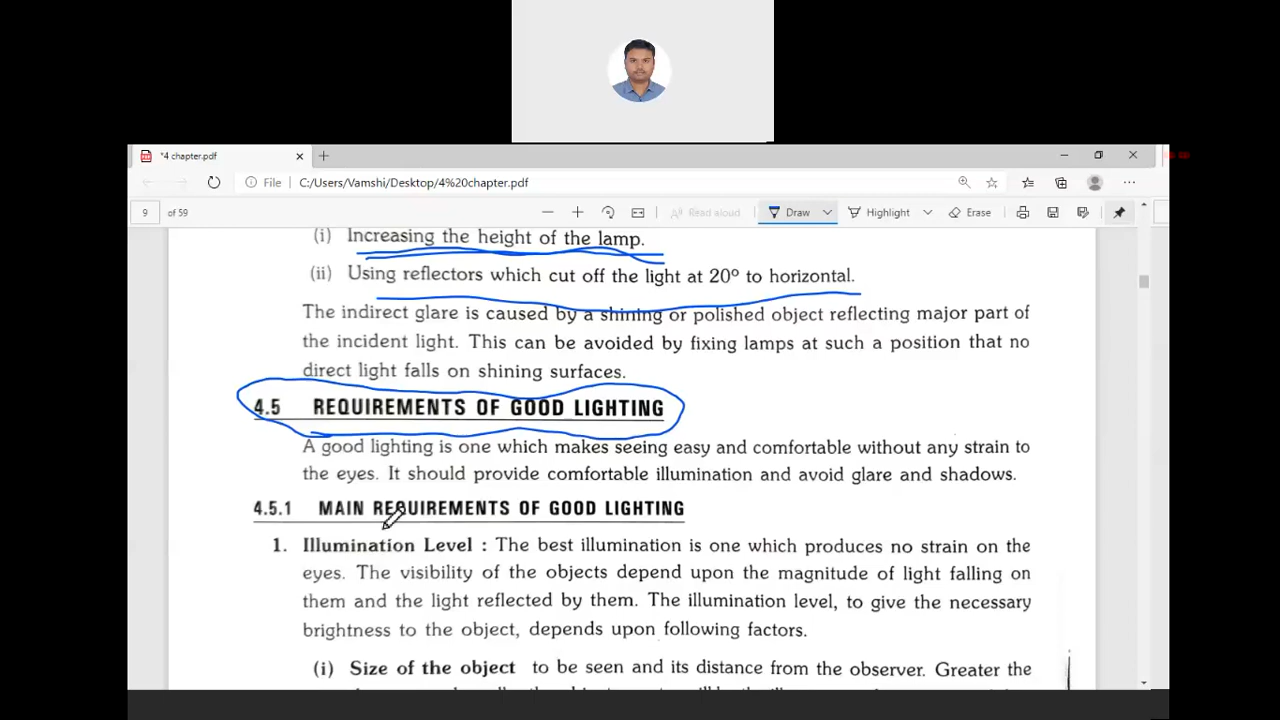 *4 chapter.pdf
File C:/Users/Vamshi/Desktop/4%20chapter.pdf
9 of 59 Read aloud Draw Highlight Erase
(i) Increasing the height of the lamp.
(ii) Using reflectors which cut off the light at 20º to horizontal.
The indirect glare is caused by a shining or polished object reflecting major part of
the incident light. This can be avoided by fixing lamps at such a position that no
direct light falls on shining surfaces.
4.5 REQUIREMENTS OF GOOD LIGHTING
A good lighting is one which makes seeing easy and comfortable without any strain to
the eyes. It should provide comfortable illumination and avoid glare and shadows.
4.5.1 MAIN REQUIREMENTS OF GOOD LIGHTING
1. Illumination Level : The best illumination is one which produces no strain on the
eyes. The visibility of the objects depend upon the magnitude of light falling on
them and the light reflected by them. The illumination level, to give the necessary
brightness to the object, depends upon following factors.
(i) Size of the object to be seen and its distance from the observer. Greater the